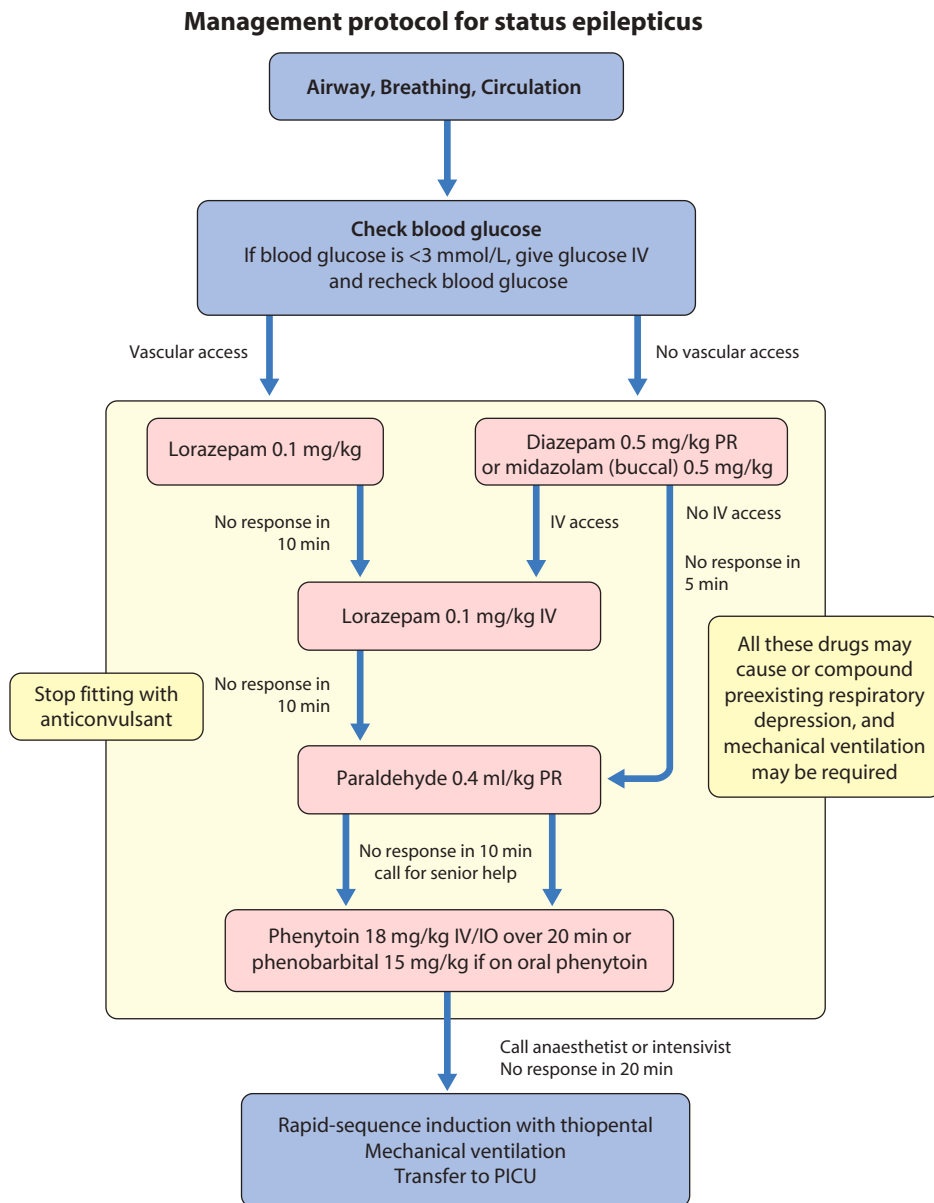 Management protocol for status epilepticus
Airway, Breathing, Circulation
Check blood glucose
If blood glucose is <3 mmol/L, give glucose IV
and recheck blood glucose
Vascular access
No vascular access
Lorazepam 0.1 mg/kg
Diazepam 0.5 mg/kg PR
or midazolam (buccal) 0.5 mg/kg
No response in
10 min
IV access
No IV access
No response in
5 min
Lorazepam 0.1 mg/kg IV
All these drugs may
cause or compound
preexisting respiratory
depression, and
mechanical ventilation
may be required
Stop fitting with
anticonvulsant
No response in
10 min
Paraldehyde 0.4 ml/kg PR
No response in 10 min
call for senior help
Phenytoin 18 mg/kg IV/IO over 20 min or
phenobarbital 15 mg/kg if on oral phenytoin
Call anaesthetist or intensivist
No response in 20 min
Rapid-sequence induction with thiopental
Mechanical ventilation
Transfer to PICU